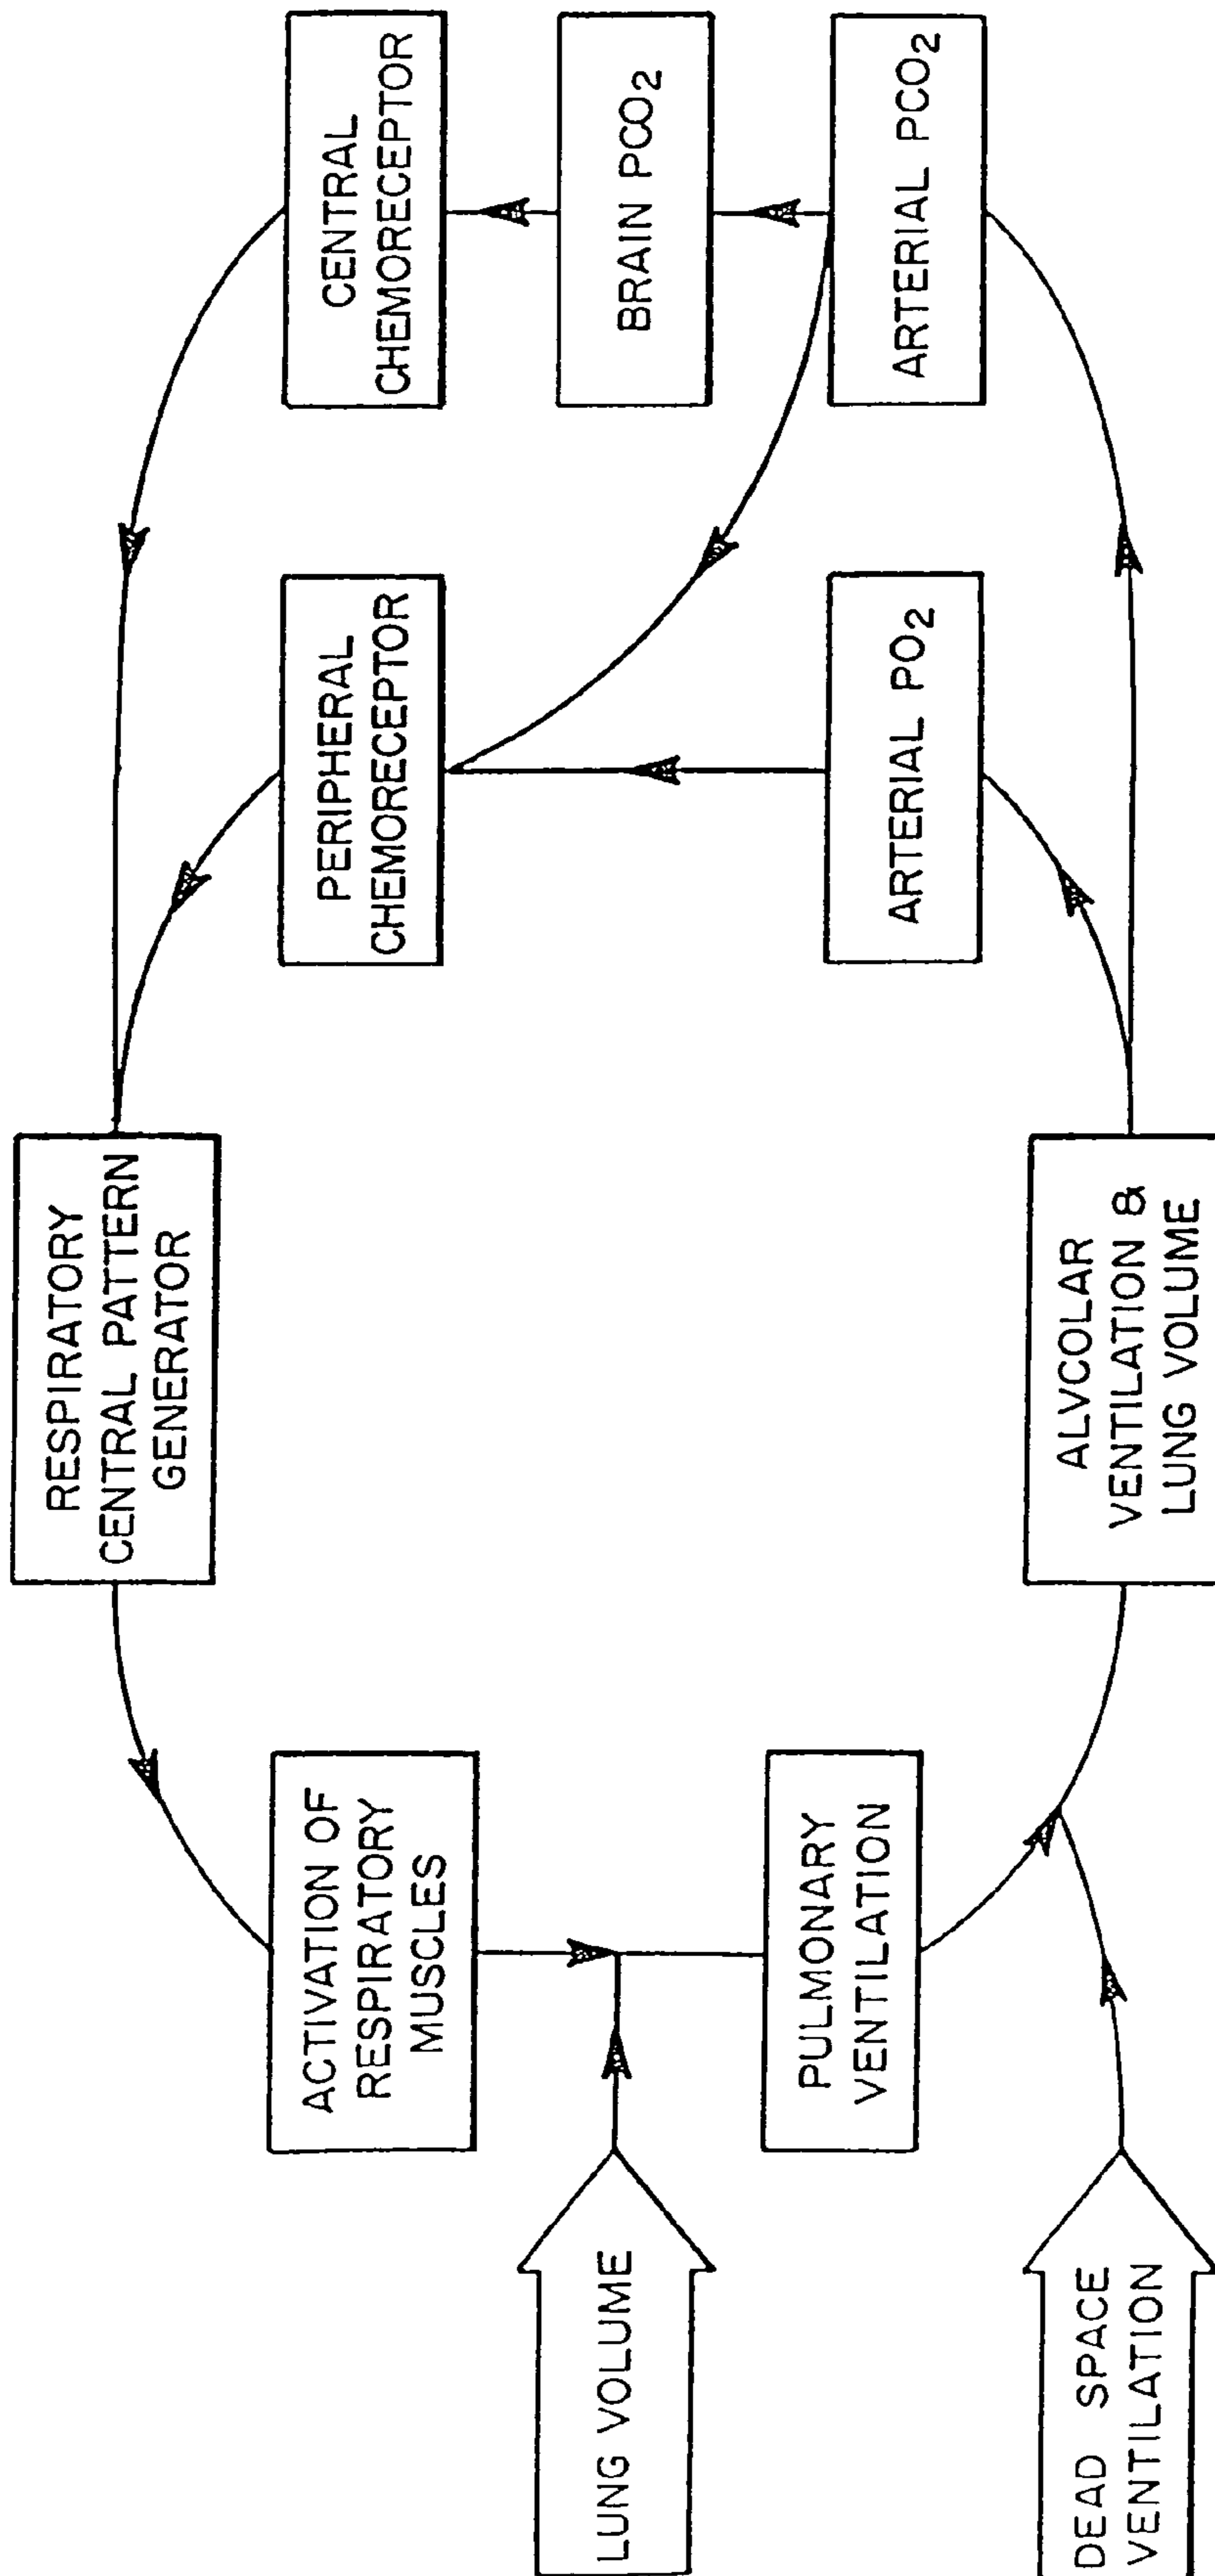 RESPIRATORY
CENTRAL PATTERN
GENERATOR
ACTIVATION OF
RESPIRATORY
MUSCLES
PERIPHERAL
CHEMORECEPTOR
CENTRAL
CHEMORECEPTOR
LUNG VOLUME
BRAIN PCO₂
PULMONARY
VENTILATION
ARTERIAL PO₂
ARTERIAL PCO₂
DEAD SPACE
VENTILATION
ALVCOLAR
VENTILATION &
LUNG VOLUME